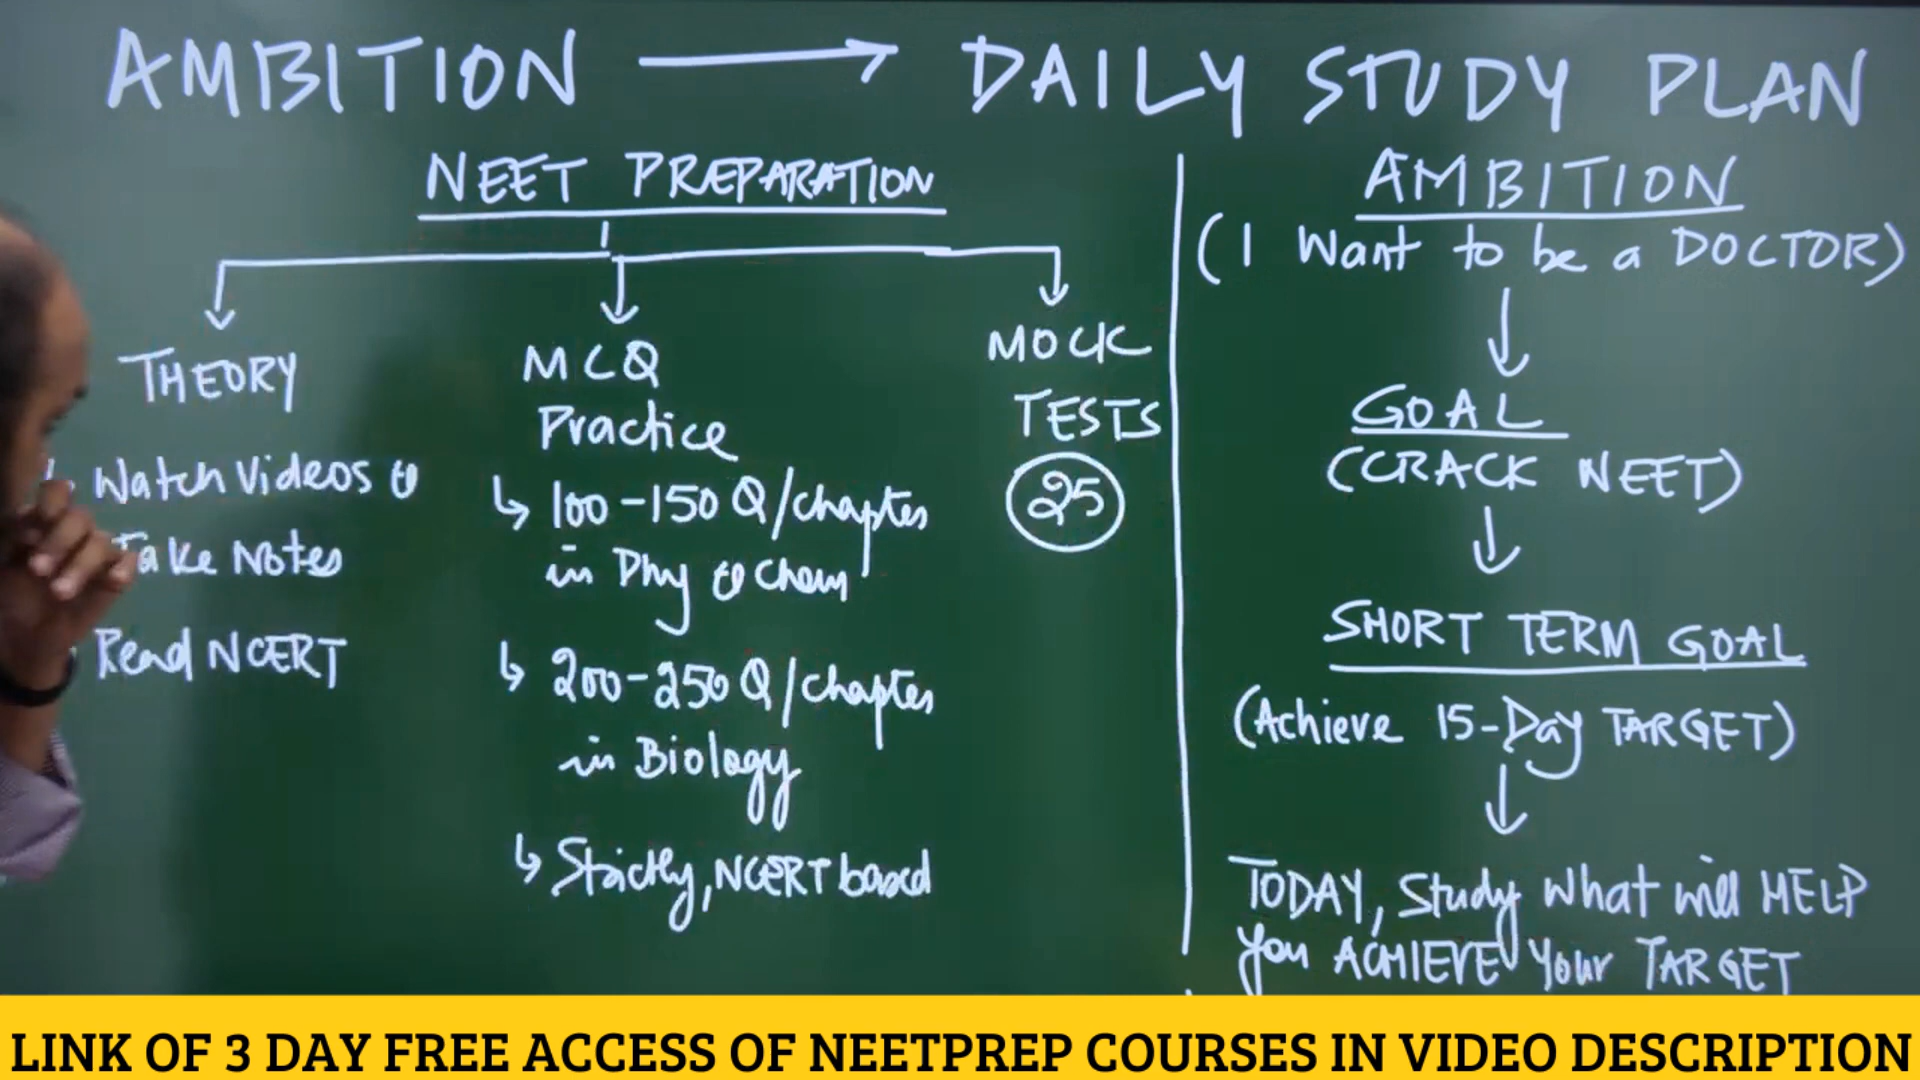 AMBITION → DAILY STUDY PLAN
NEET PREPARATION
THEORY
Watch Videos &
Take Notes
Read NCERT
MCQ
Practice
↳ 100-150 Q/chapter
in Phy & Chem
↳ 200-250 Q/chapter
in Biology
↳ Strictly, NCERT based
MOCK
TESTS
25
AMBITION
(I Want to be a DOCTOR)
↓
GOAL
(CRACK NEET)
↓
SHORT TERM GOAL
(Achieve 15-Day TARGET)
↓
TODAY, Study What will HELP
you ACHIEVE Your TARGET
LINK OF 3 DAY FREE ACCESS OF NEETPREP COURSES IN VIDEO DESCRIPTION